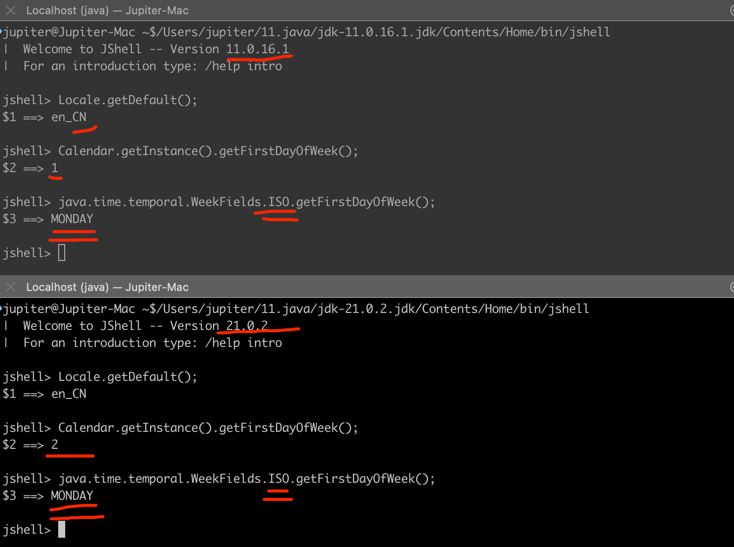 Localhost (java) — Jupiter-Mac
jupiter@Jupiter-Mac ~$/Users/jupiter/11.java/jdk-11.0.16.1.jdk/Contents/Home/bin/jshell
|  Welcome to JShell -- Version 11.0.16.1
|  For an introduction type: /help intro
jshell> Locale.getDefault();
$1 ==> en_CN
jshell> Calendar.getInstance().getFirstDayOfWeek();
$2 ==> 1
jshell> java.time.temporal.WeekFields.ISO.getFirstDayOfWeek();
$3 ==> MONDAY
jshell>
Localhost (java) — Jupiter-Mac
jupiter@Jupiter-Mac ~$/Users/jupiter/11.java/jdk-21.0.2.jdk/Contents/Home/bin/jshell
|  Welcome to JShell -- Version 21.0.2
|  For an introduction type: /help intro
jshell> Locale.getDefault();
$1 ==> en_CN
jshell> Calendar.getInstance().getFirstDayOfWeek();
$2 ==> 2
jshell> java.time.temporal.WeekFields.ISO.getFirstDayOfWeek();
$3 ==> MONDAY
jshell>